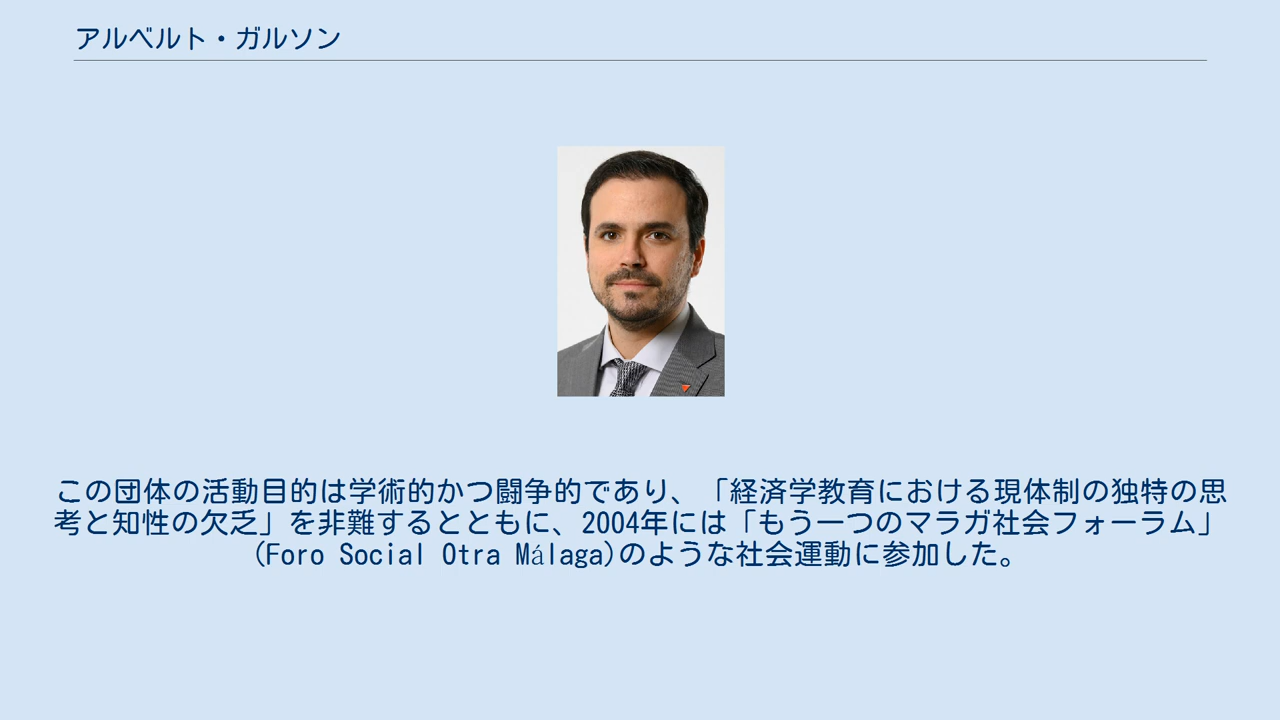 アルベルト・ガルソン
この団体の活動目的は学術的かつ闘争的であり、「経済学教育における現体制の独特の思
考と知性の欠乏」を非難するとともに、2004年には「もう一つのマラガ社会フォーラム」
(Foro Social Otra Málaga)のような社会運動に参加した。